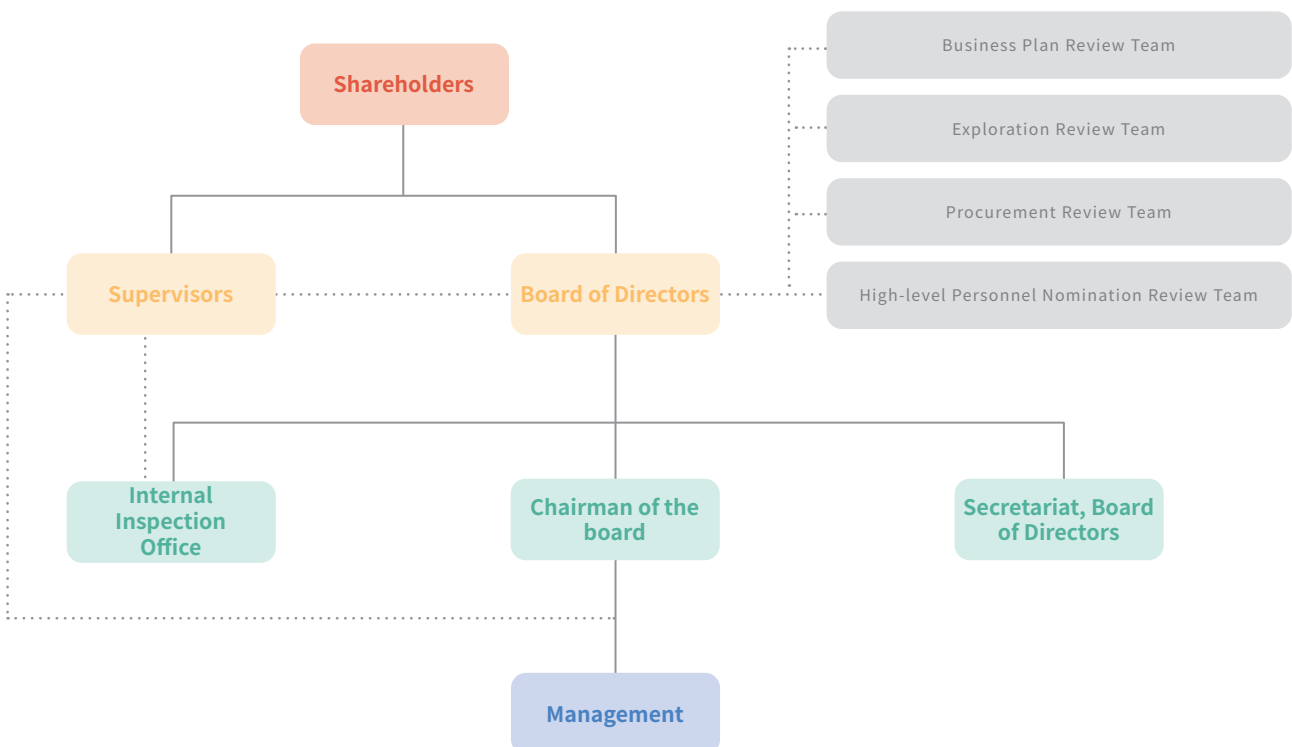 Business Plan Review Team
Shareholders
Exploration Review Team
Procurement Review Team
Supervisors
Board of Directors
High-level Personnel Nomination Review Team
Internal
Inspection
Office
Chairman of the
board
Secretariat, Board
of Directors
Management